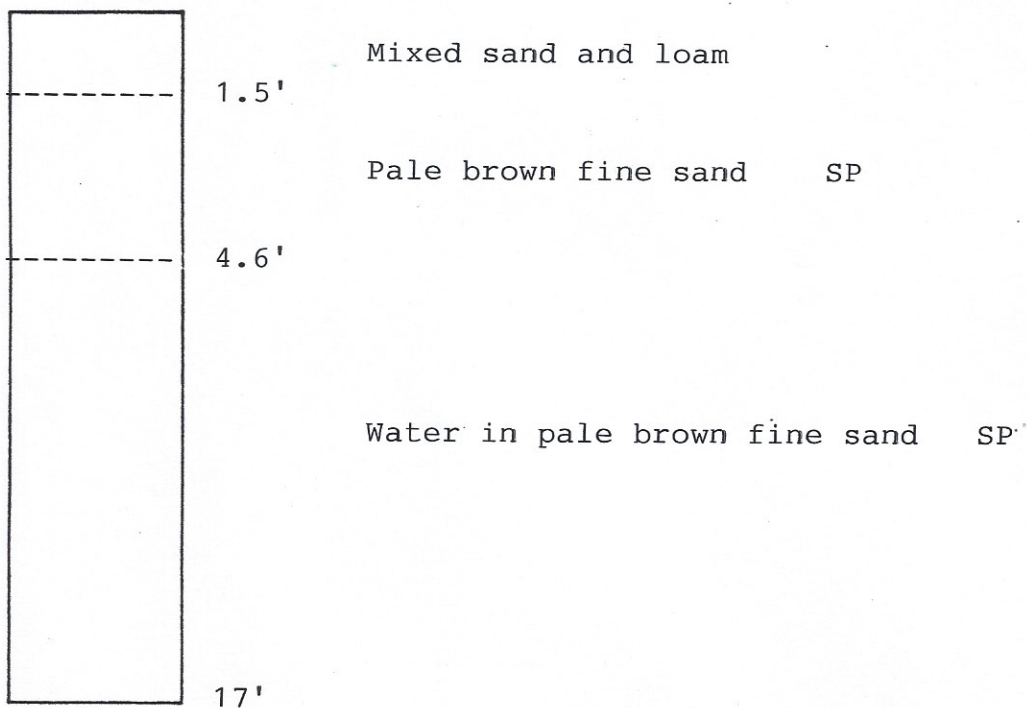 Mixed sand and loam
1.5'
Pale brown fine sand SP
4.6'
Water in pale brown fine sand SP
17'